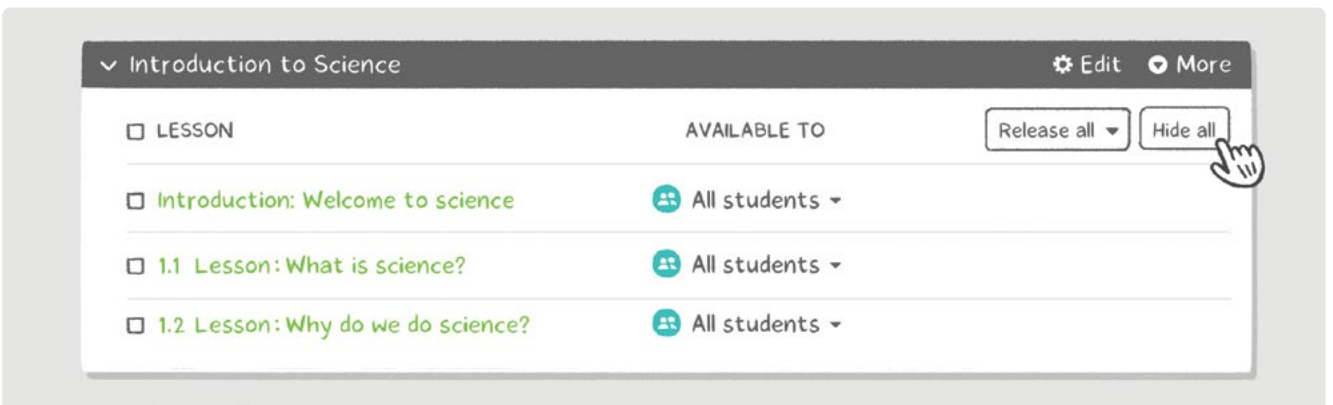 Introduction to Science Edit More
LESSON AVAILABLE TO Release all Hide all
Introduction: Welcome to science All students
1.1 Lesson: What is science? All students
1.2 Lesson: Why do we do science? All students